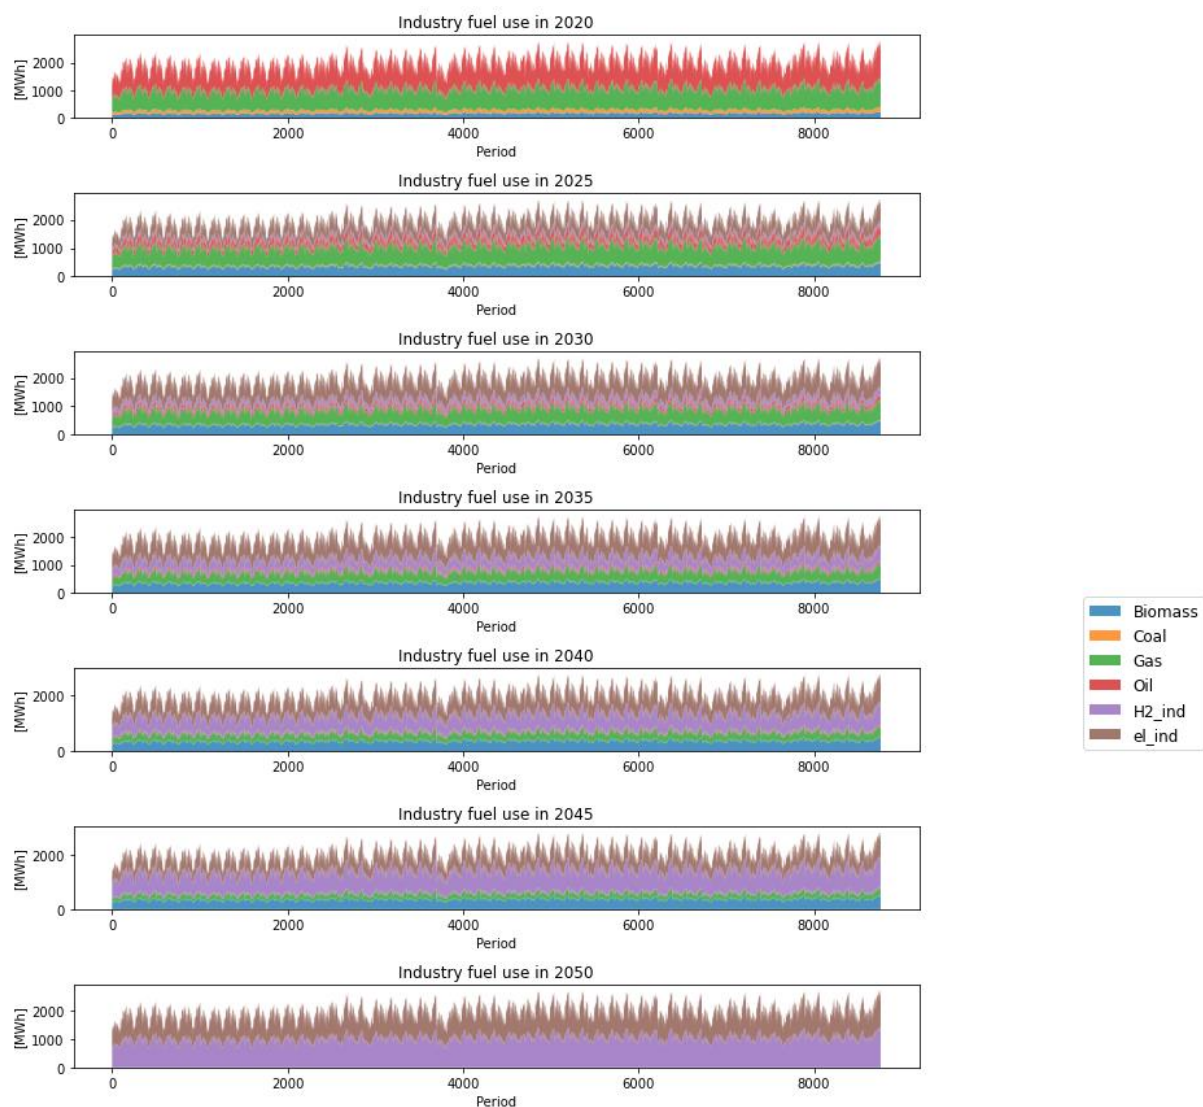 Industry fuel use in 2020
[MWh]
2000
1000
0
0 2000 4000 6000 8000
Period
Industry fuel use in 2025
[MWh]
2000
1000
0
0 2000 4000 6000 8000
Period
Industry fuel use in 2030
[MWh]
2000
1000
0
0 2000 4000 6000 8000
Period
Industry fuel use in 2035
[MWh]
2000
1000
0
0 2000 4000 6000 8000
Period
Industry fuel use in 2040
[MWh]
2000
0
0 2000 4000 6000 8000
Period
Industry fuel use in 2045
[MWh]
2000
0
0 2000 4000 6000 8000
Period
Industry fuel use in 2050
[MWh]
2000
1000
0
0 2000 4000 6000 8000
Period
Biomass
Coal
Gas
Oil
H2_ind
el_ind